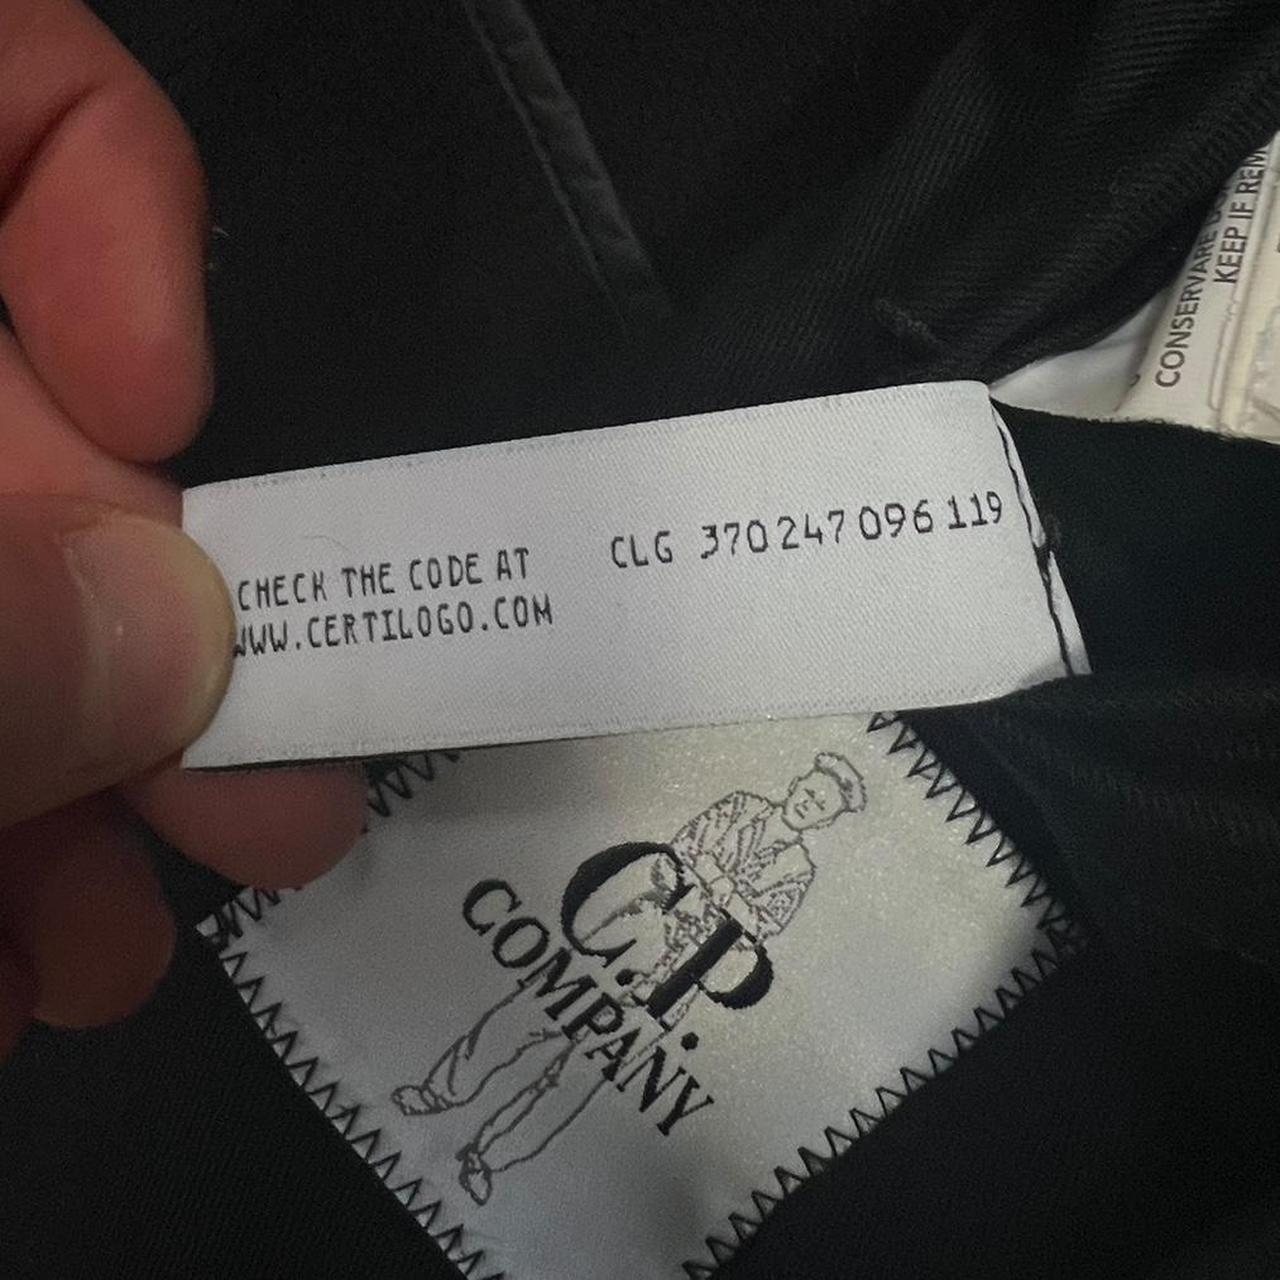 CONSERVARE
KEEP IF REM
CHECK THE CODE AT
WWW.CERTILOGO.COM
CLG 370 247 096 119
C.P.
COMPANY